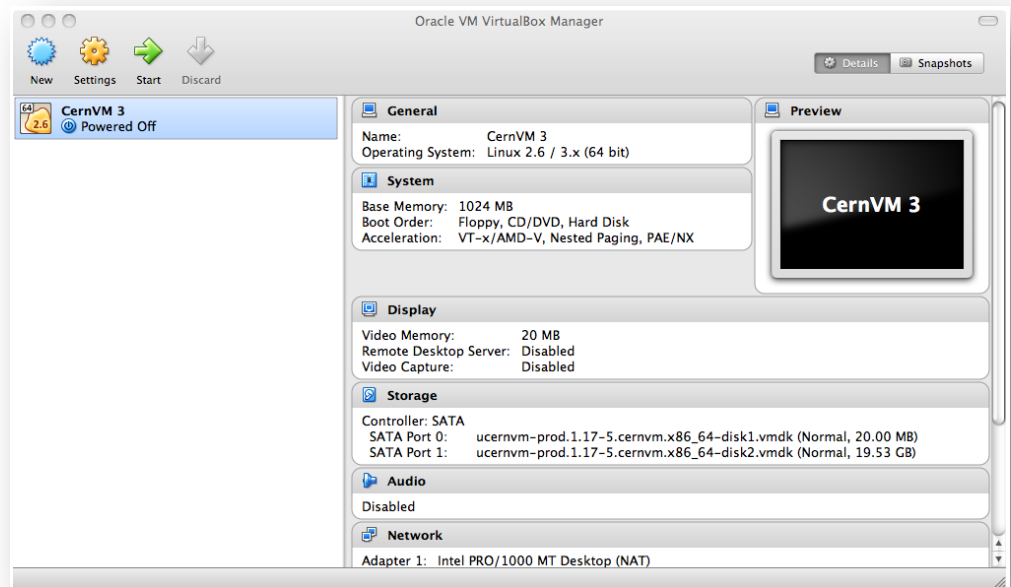 Oracle VM VirtualBox Manager
New Settings Start Discard
Details Snapshots
64
2.6
CernVM 3
Powered Off
General
Name: CernVM 3
Operating System: Linux 2.6 / 3.x (64 bit)
System
Base Memory: 1024 MB
Boot Order: Floppy, CD/DVD, Hard Disk
Acceleration: VT-x/AMD-V, Nested Paging, PAE/NX
Preview
CernVM 3
Display
Video Memory: 20 MB
Remote Desktop Server: Disabled
Video Capture: Disabled
Storage
Controller: SATA
SATA Port 0: ucernvm-prod.1.17-5.cernvm.x86_64-disk1.vmdk (Normal, 20.00 MB)
SATA Port 1: ucernvm-prod.1.17-5.cernvm.x86_64-disk2.vmdk (Normal, 19.53 GB)
Audio
Disabled
Network
Adapter 1: Intel PRO/1000 MT Desktop (NAT)